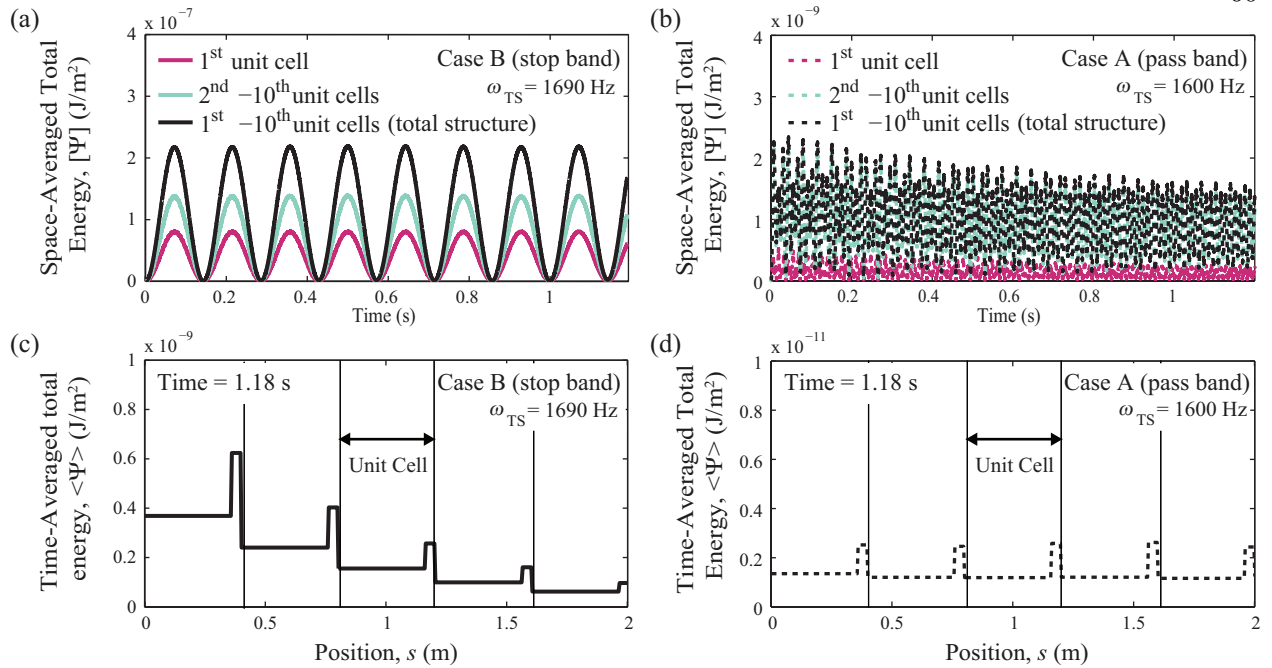 (a)
x 10⁻⁷
Space-Averaged Total
Energy, [Ψ] (J/m²)
4
3
2
1
0
1ˢᵗ unit cell
2ⁿᵈ −10ᵗʰ unit cells
1ˢᵗ −10ᵗʰ unit cells (total structure)
Case B (stop band)
ω_TS = 1690 Hz
0 0.2 0.4 0.6 0.8 1
Time (s)
(b)
x 10⁻⁹
Space-Averaged Total
Energy, [Ψ] (J/m²)
4
3
2
1
0
1ˢᵗ unit cell
2ⁿᵈ −10ᵗʰ unit cells
1ˢᵗ −10ᵗʰ unit cells (total structure)
Case A (pass band)
ω_TS = 1600 Hz
0 0.2 0.4 0.6 0.8 1
Time (s)
(c)
x 10⁻⁹
Time-Averaged total
energy, <Ψ> (J/m²)
1
0.8
0.6
0.4
0.2
0
Time = 1.18 s
Case B (stop band)
ω_TS = 1690 Hz
Unit Cell
0 0.5 1 1.5 2
Position, s (m)
(d)
x 10⁻¹¹
Time-Averaged Total
Energy, <Ψ> (J/m²)
1
0.8
0.6
0.4
0.2
0
Time = 1.18 s
Case A (pass band)
ω_TS = 1600 Hz
Unit Cell
0 0.5 1 1.5 2
Position, s (m)